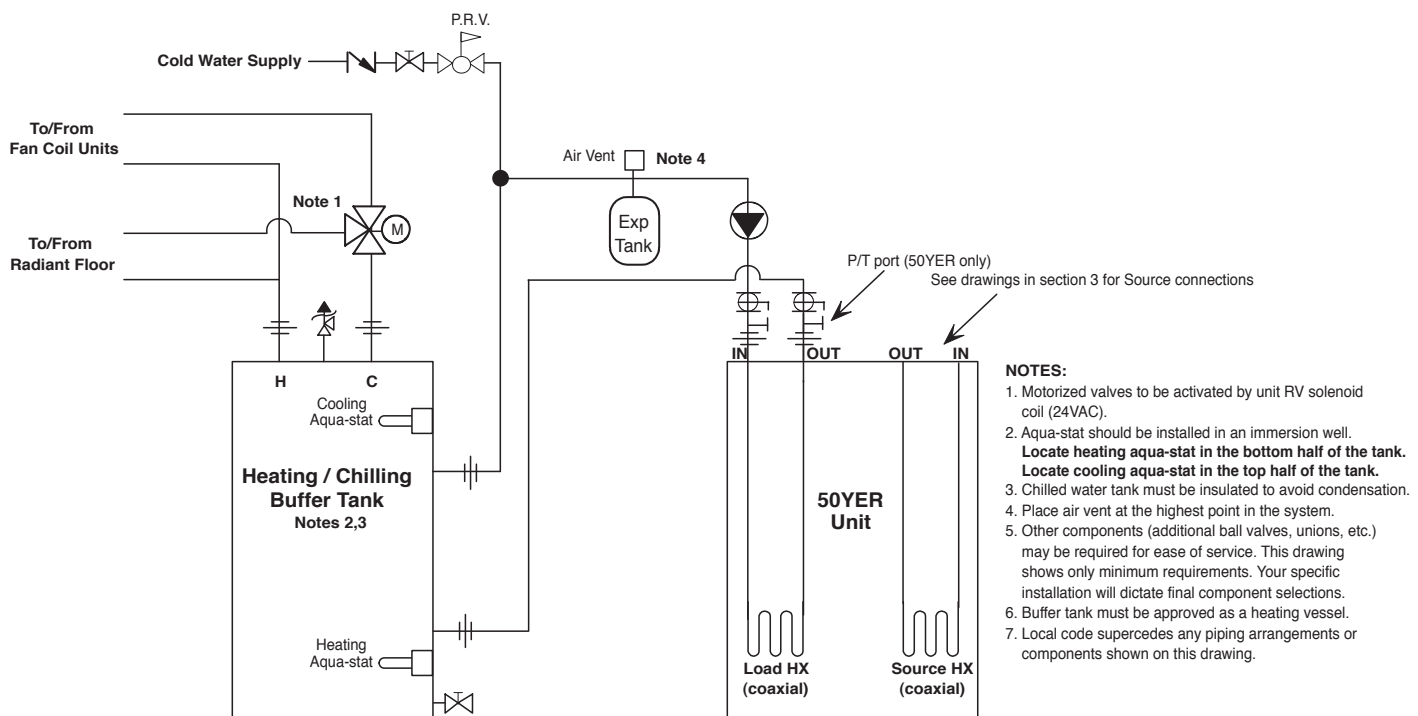 P.R.V.
Cold Water Supply
To/From
Fan Coil Units
Air Vent
Note 4
Note 1
M
Exp
Tank
To/From
Radiant Floor
P/T port (50YER only)
See drawings in section 3 for Source connections
IN
OUT
OUT
IN
H
C
Cooling
Aqua-stat
Heating / Chilling
Buffer Tank
Notes 2,3
50YER
Unit
Heating
Aqua-stat
Load HX
(coaxial)
Source HX
(coaxial)
NOTES:
1. Motorized valves to be activated by unit RV solenoid
coil (24VAC).
2. Aqua-stat should be installed in an immersion well.
Locate heating aqua-stat in the bottom half of the tank.
Locate cooling aqua-stat in the top half of the tank.
3. Chilled water tank must be insulated to avoid condensation.
4. Place air vent at the highest point in the system.
5. Other components (additional ball valves, unions, etc.)
may be required for ease of service. This drawing
shows only minimum requirements. Your specific
installation will dictate final component selections.
6. Buffer tank must be approved as a heating vessel.
7. Local code supercedes any piping arrangements or
components shown on this drawing.